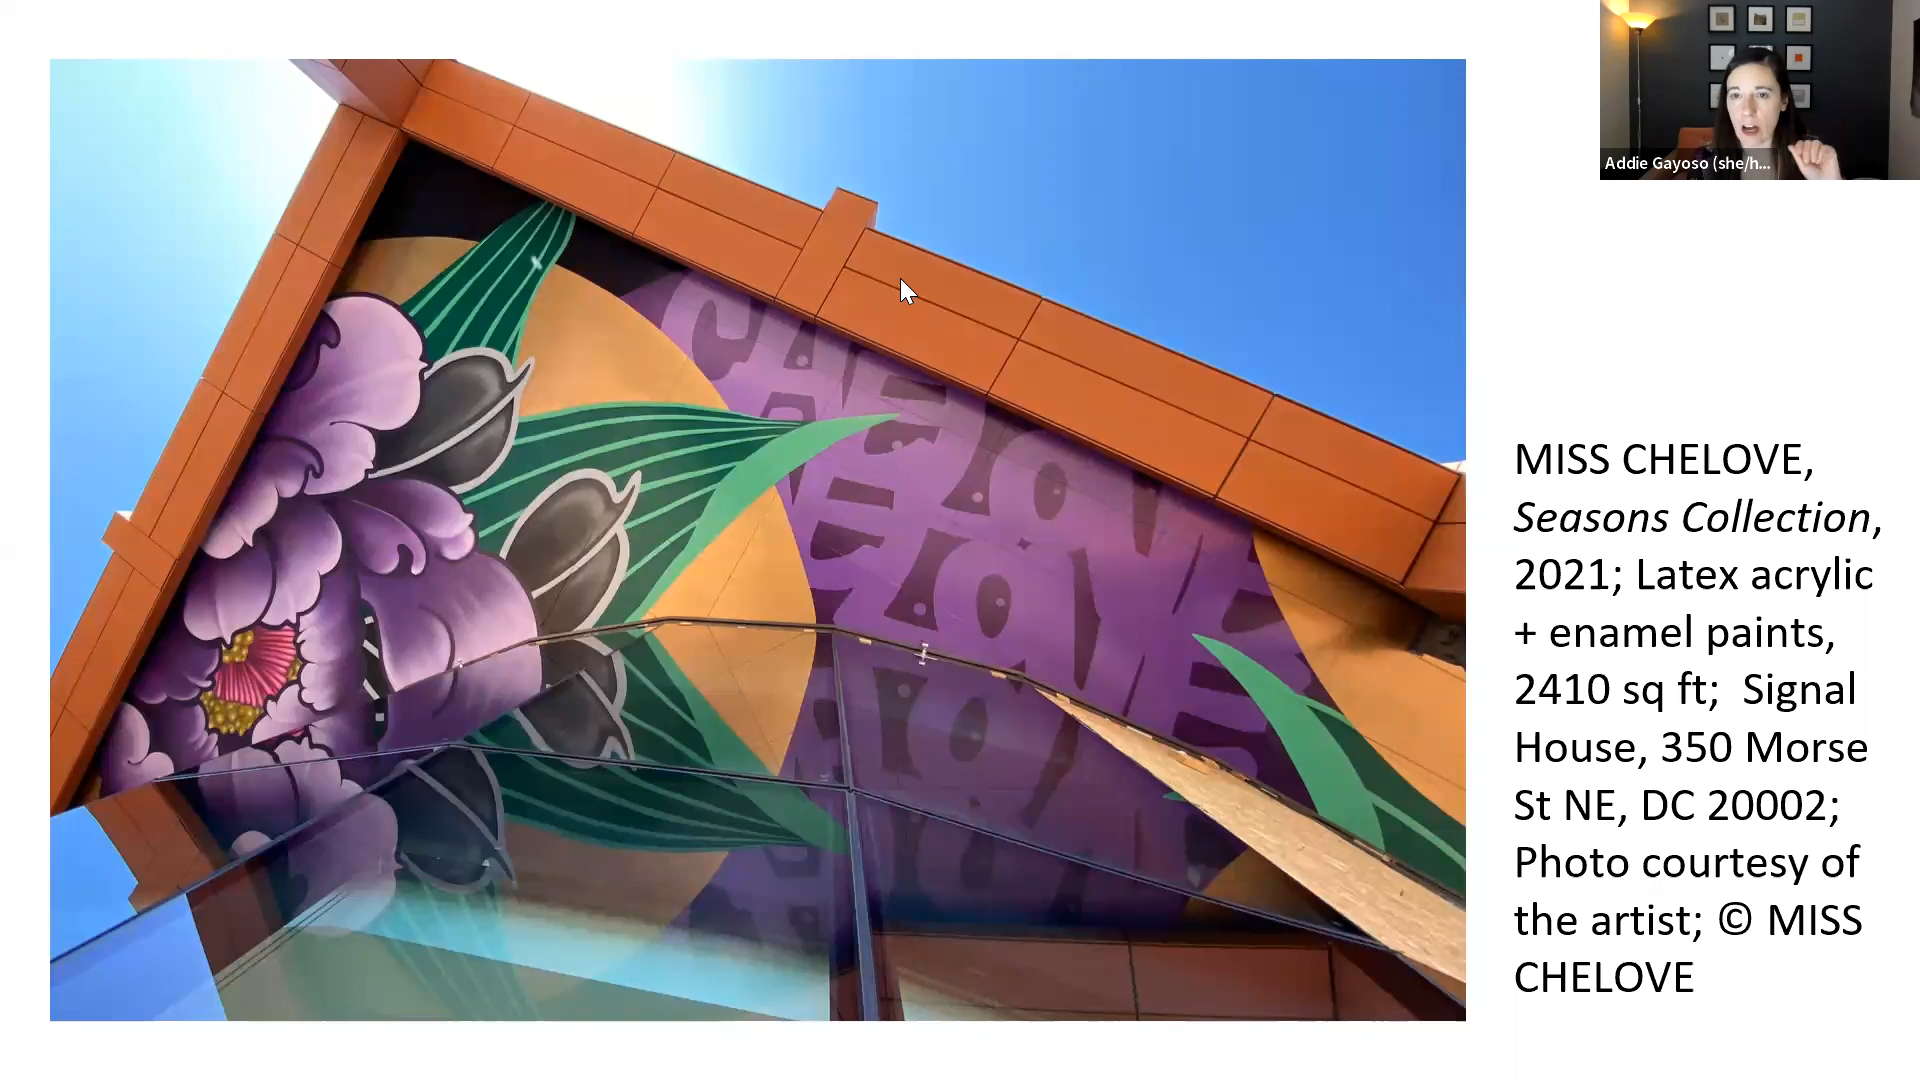 Addie Gayoso (she/h...
MISS CHELOVE,
Seasons Collection,
2021; Latex acrylic
+ enamel paints,
2410 sq ft;  Signal
House, 350 Morse
St NE, DC 20002;
Photo courtesy of
the artist; © MISS
CHELOVE